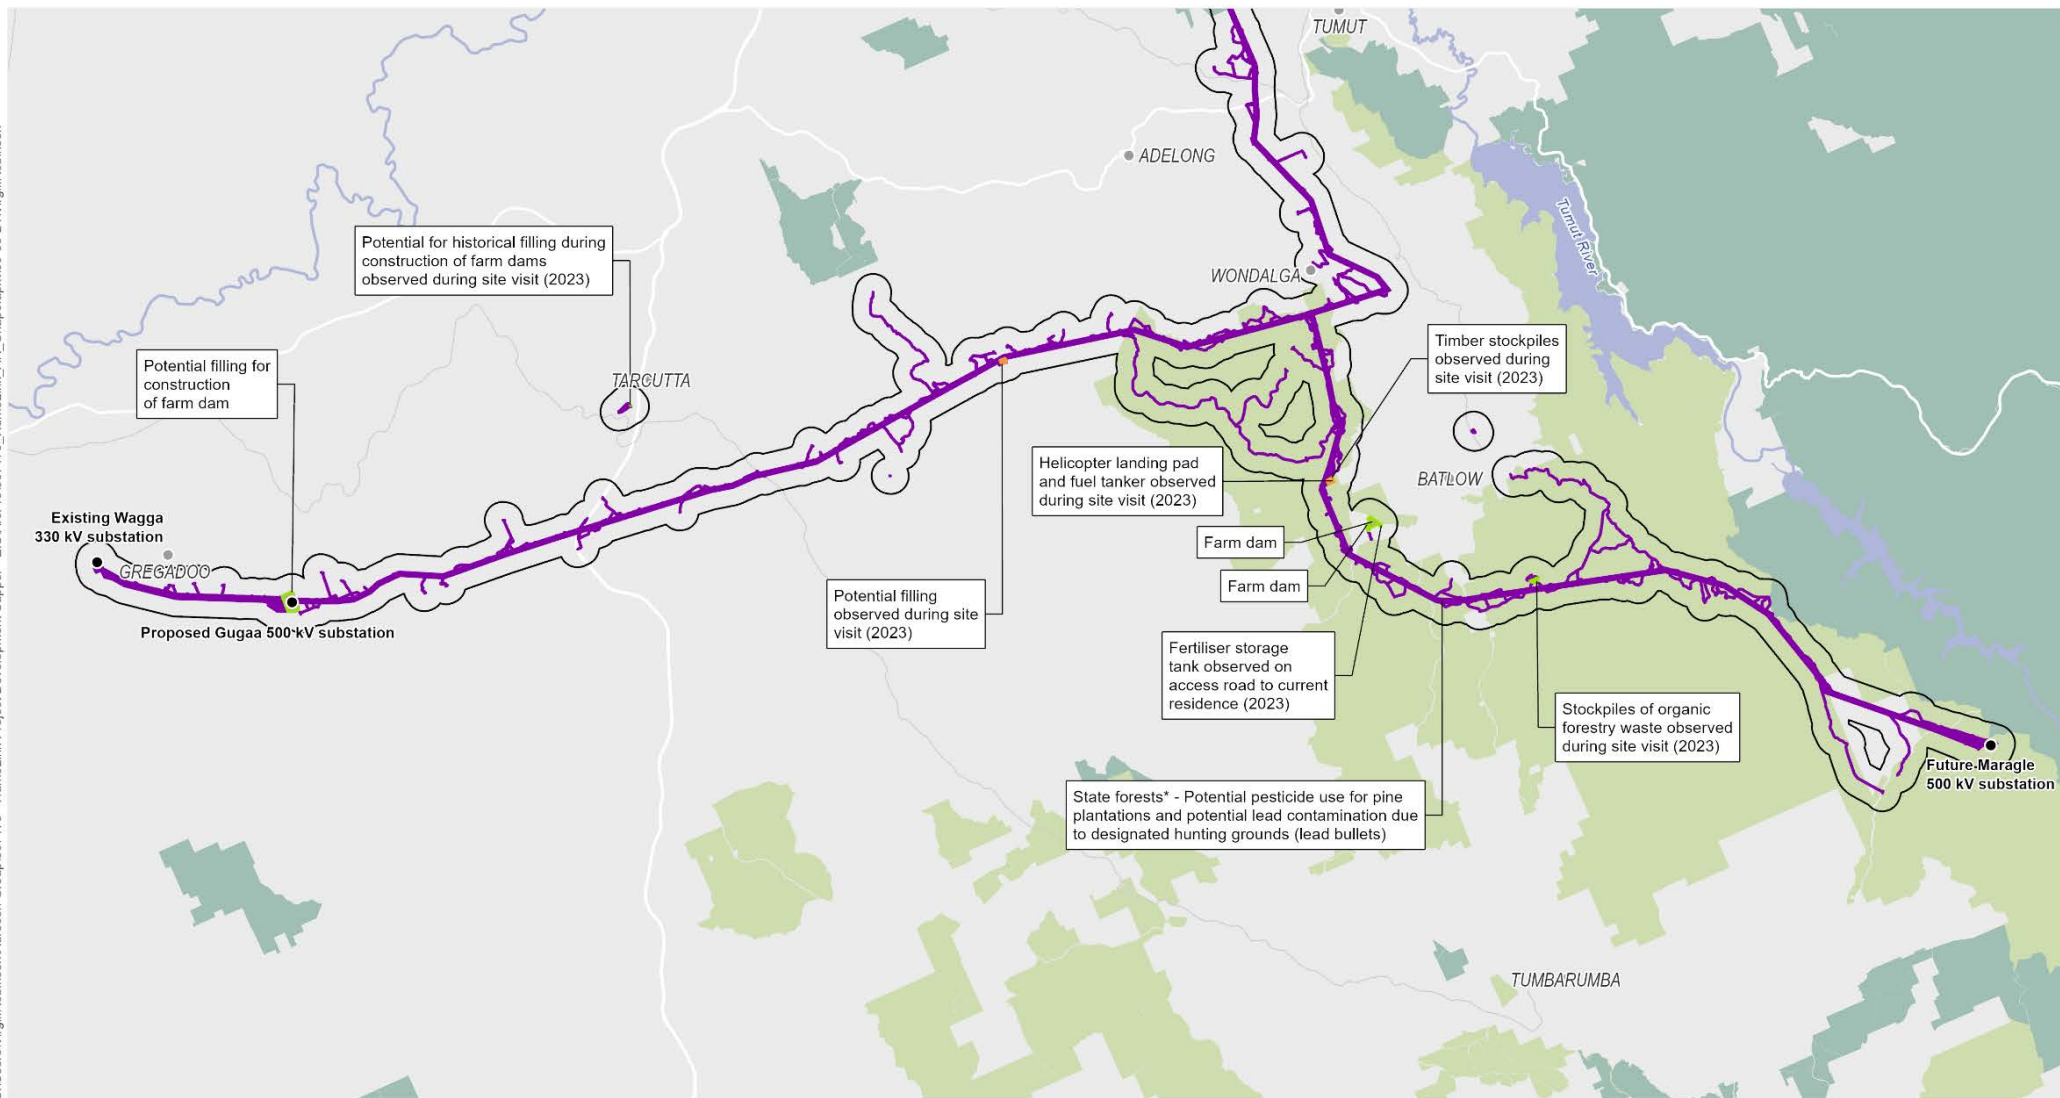 TUMUT
ADELONG
Tumut River
Potential for historical filling during
construction of farm dams
observed during site visit (2023)
WONDALGA
Timber stockpiles
observed during
site visit (2023)
Potential filling for
construction
of farm dam
TARCUTTA
Helicopter landing pad
and fuel tanker observed
during site visit (2023)
BATLOW
Existing Wagga
330 kV substation
GREGADOO
Farm dam
Farm dam
Potential filling
observed during site
visit (2023)
Proposed Gugaa 500 kV substation
Fertiliser storage
tank observed on
access road to current
residence (2023)
Stockpiles of organic
forestry waste observed
during site visit (2023)
Future Maragle
500 kV substation
State forests* - Potential pesticide use for pine
plantations and potential lead contamination due
to designated hunting grounds (lead bullets)
TUMBARUMBA